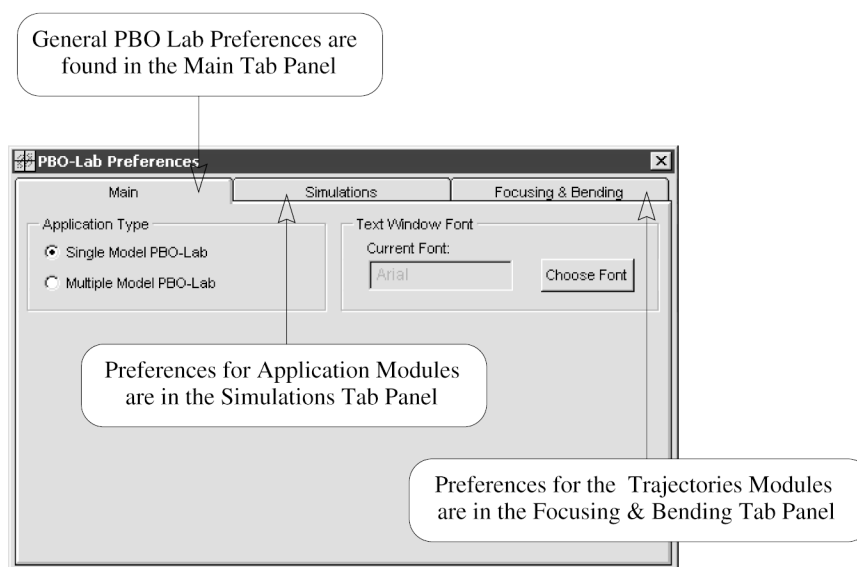 General PBO Lab Preferences are
found in the Main Tab Panel
PBO-Lab Preferences
Main
Simulations
Focusing & Bending
Application Type
Single Model PBO-Lab
Multiple Model PBO-Lab
Text Window Font
Current Font:
Arial
Choose Font
Preferences for Application Modules
are in the Simulations Tab Panel
Preferences for the Trajectories Modules
are in the Focusing & Bending Tab Panel